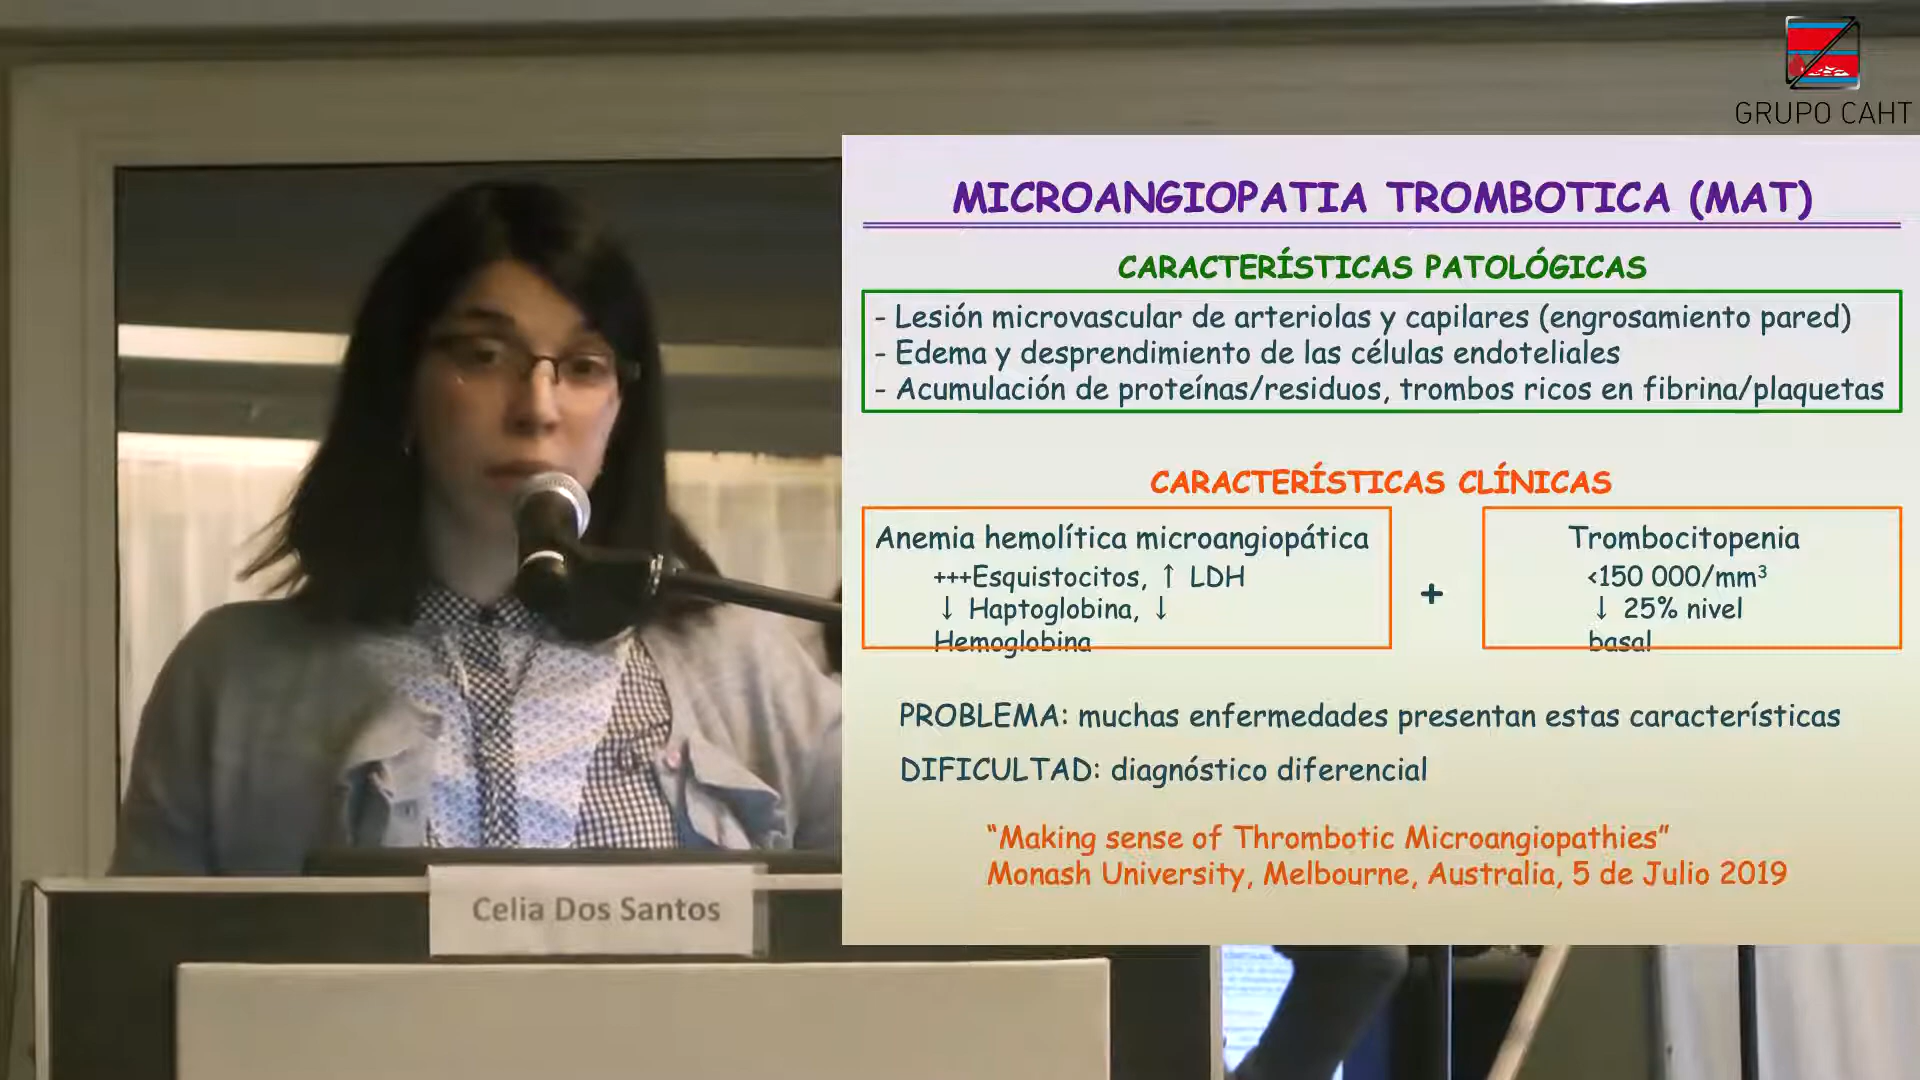 GRUPO CAHT
MICROANGIOPATIA TROMBOTICA (MAT)
CARACTERÍSTICAS PATOLÓGICAS
- Lesión microvascular de arteriolas y capilares (engrosamiento pared)
- Edema y desprendimiento de las células endoteliales
- Acumulación de proteínas/residuos, trombos ricos en fibrina/plaquetas
CARACTERÍSTICAS CLÍNICAS
Anemia hemolítica microangiopática
+++Esquistocitos, ↑ LDH
↓ Haptoglobina, ↓
Hemoglobina
+
Trombocitopenia
<150 000/mm³
↓ 25% nivel
basal
PROBLEMA: muchas enfermedades presentan estas características
DIFICULTAD: diagnóstico diferencial
“Making sense of Thrombotic Microangiopathies”
Monash University, Melbourne, Australia, 5 de Julio 2019
Celia Dos Santos